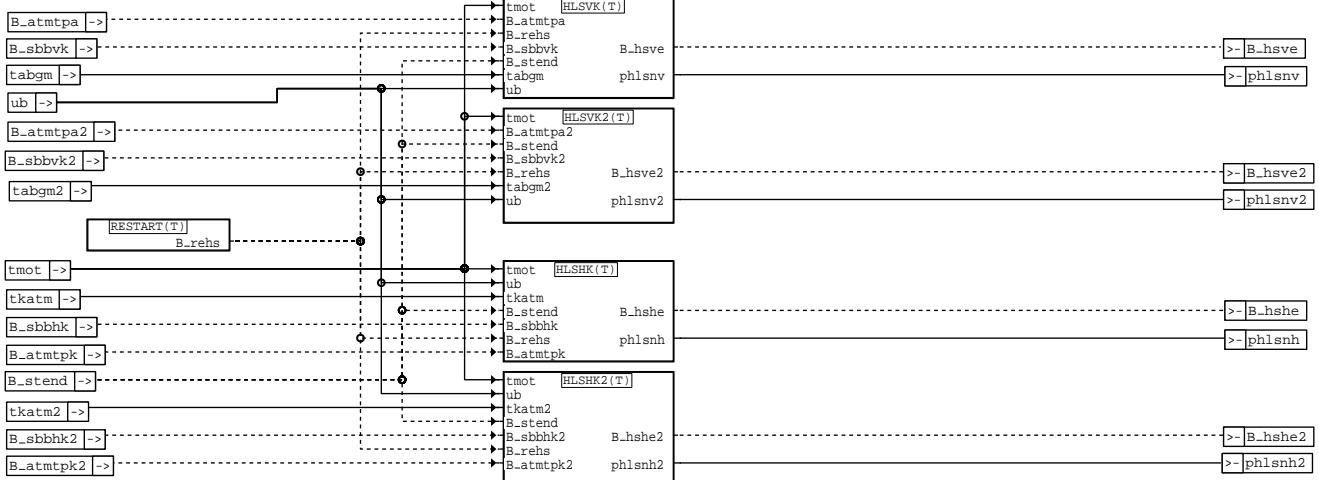 B_atmtpa ->
B_sbbvk ->
tabgm ->
ub ->
B_atmtpa2 ->
B_sbbvk2 ->
tabgm2 ->
RESTART(T)
B_rehs
tmot ->
tkatm ->
B_sbbhk ->
B_atmtpk ->
B_stend ->
tkatm2 ->
B_sbbhk2 ->
B_atmtpk2 ->
tmot HLSVK(T)
B_atmtpa
B_rehs
B_sbbvk B_hsve
B_stend
tabgm phlsnv
ub
tmot HLSVK2(T)
B_atmtpa2
B_stend
B_sbbvk2
B_rehs B_hsve2
tabgm2
ub phlsnv2
tmot HLSHK(T)
ub
tkatm
B_stend B_hshe
B_sbbhk
B_rehs phlsnh
B_atmtpk
tmot HLSHK2(T)
ub
tkatm2
B_stend
B_sbbhk2 B_hshe2
B_rehs
B_atmtpk2 phlsnh2
>- B_hsve
>- phlsnv
>- B_hsve2
>- phlsnv2
>- B_hshe
>- phlsnh
>- B_hshe2
>- phlsnh2